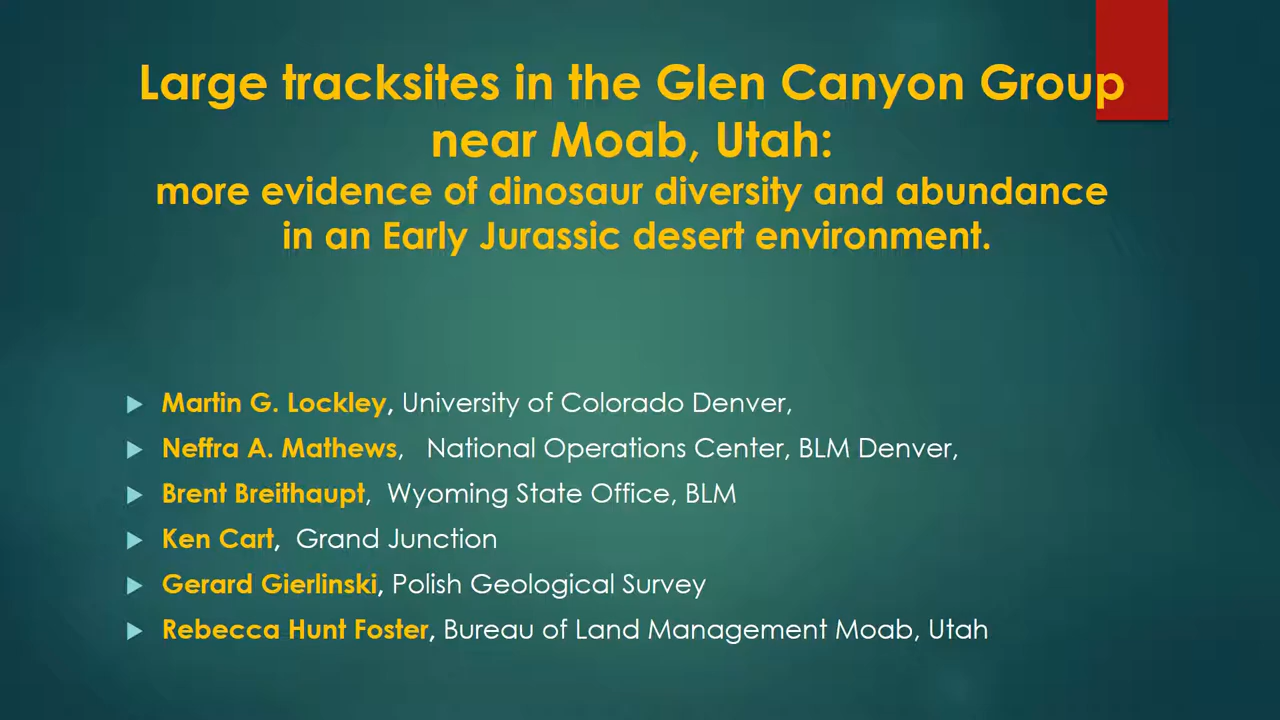 Large tracksites in the Glen Canyon Group
near Moab, Utah:
more evidence of dinosaur diversity and abundance
in an Early Jurassic desert environment.
Martin G. Lockley, University of Colorado Denver,
Neffra A. Mathews, National Operations Center, BLM Denver,
Brent Breithaupt, Wyoming State Office, BLM
Ken Cart, Grand Junction
Gerard Gierlinski, Polish Geological Survey
Rebecca Hunt Foster, Bureau of Land Management Moab, Utah